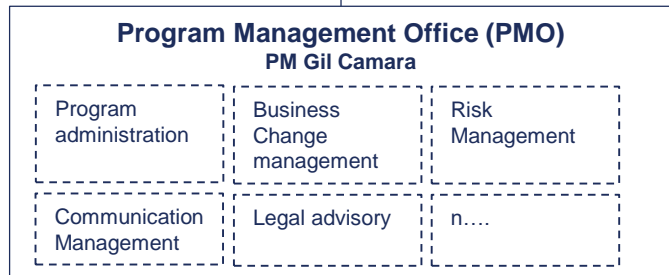 Program Management Office (PMO)
PM Gil Camara
Program
administration
Business
Change
management
Risk
Management
Communication
Management
Legal advisory
n....